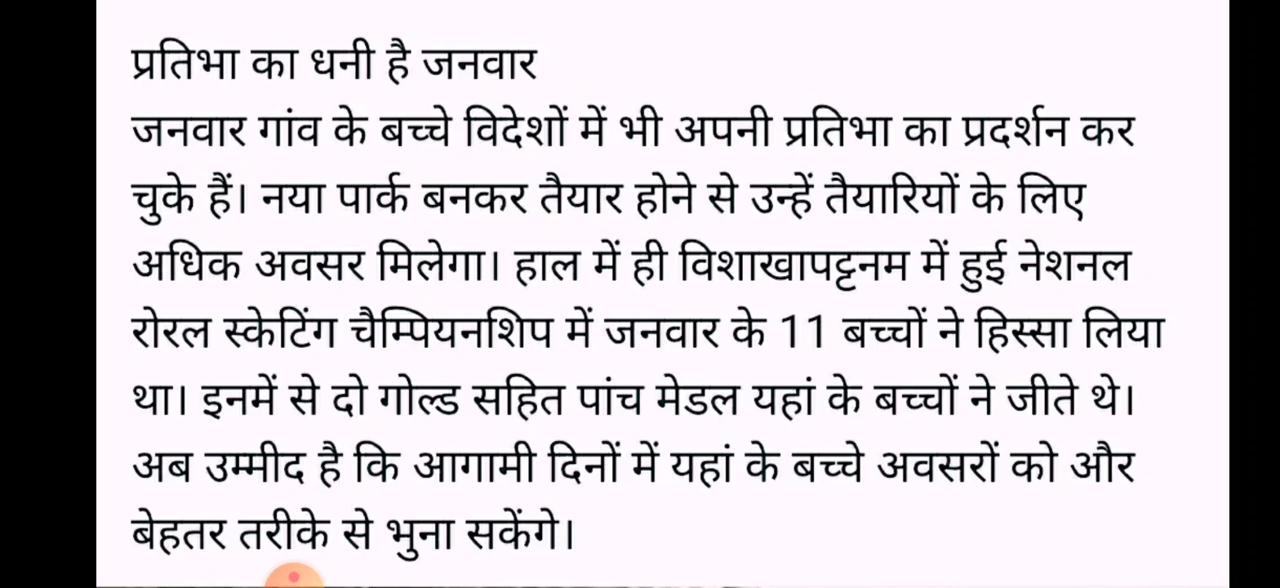 प्रतिभा का धनी है जनवार
जनवार गांव के बच्चे विदेशों में भी अपनी प्रतिभा का प्रदर्शन कर
चुके हैं। नया पार्क बनकर तैयार होने से उन्हें तैयारियों के लिए
अधिक अवसर मिलेगा। हाल में ही विशाखापट्टनम में हुई नेशनल
रोरल स्केटिंग चैम्पियनशिप में जनवार के 11 बच्चों ने हिस्सा लिया
था। इनमें से दो गोल्ड सहित पांच मेडल यहां के बच्चों ने जीते थे।
अब उम्मीद है कि आगामी दिनों में यहां के बच्चे अवसरों को और
बेहतर तरीके से भुना सकेंगे।